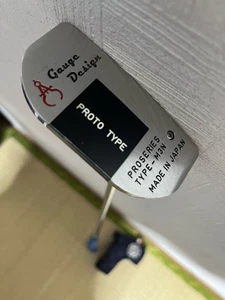 Gauge
Design
PROTO TYPE
PROSERIES
TYPE-M3N
MADE IN JAPAN